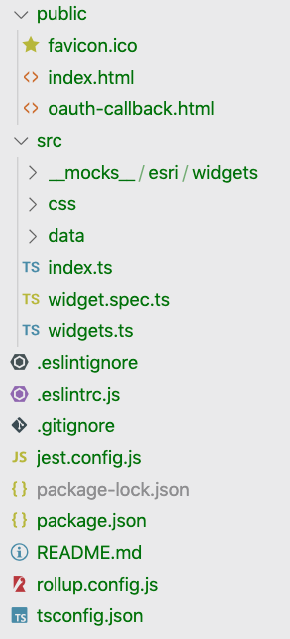 public
favicon.ico
index.html
oauth-callback.html
src
__mocks__ / esri / widgets
css
data
TS index.ts
TS widget.spec.ts
TS widgets.ts
.eslintignore
.eslintrc.js
.gitignore
JS jest.config.js
{ } package-lock.json
{ } package.json
README.md
rollup.config.js
TS tsconfig.json